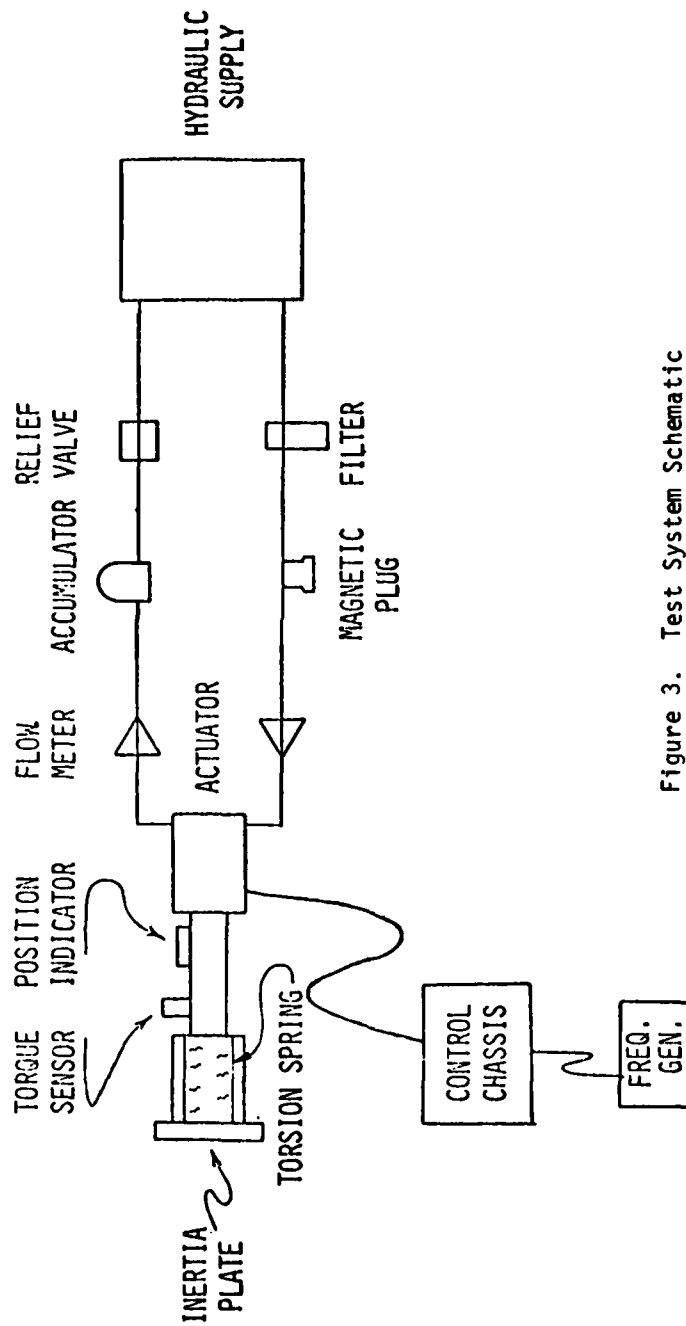 TORQUE
SENSOR
POSITION
INDICATOR
FLOW
METER
ACCUMULATOR
RELIEF
VALVE
HYDRAULIC
SUPPLY
ACTUATOR
INERTIA
PLATE
TORSION SPRING
MAGNETIC
PLUG
FILTER
CONTROL
CHASSIS
FREQ.
GEN.
Figure 3. Test System Schematic